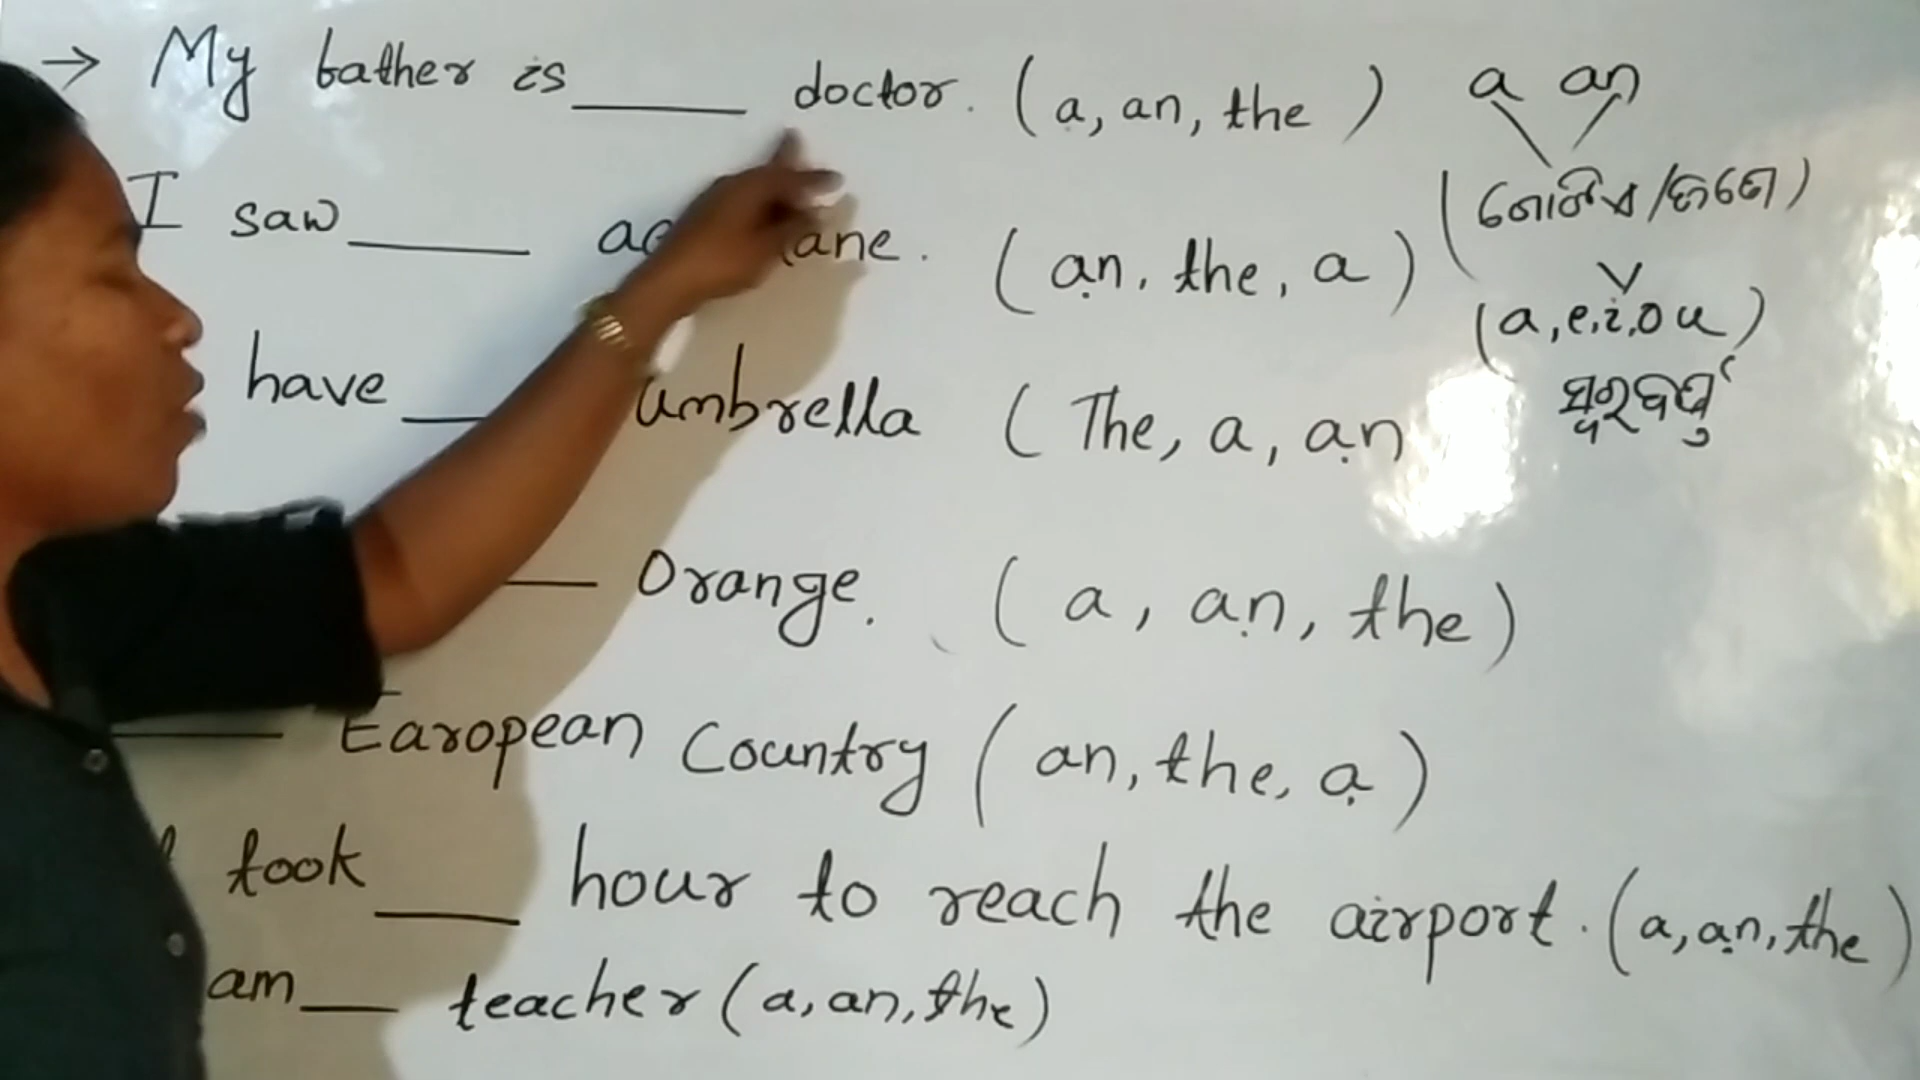 → My father is ____ doctor. (a, an, the)
a an
(ଗୋଟିଏ/ଜଣେ)
I saw ____ . (an, the, a)
(a, e, i, o u)
ସ୍ୱରବର୍ଣ୍ଣ
have ____ umbrella (The, a, an
____ Orange. (a, an, the)
____ Earopean Country (an, the, a)
took ____ hour to reach the airport. (a, an, the)
am ____ teacher (a, an, the)